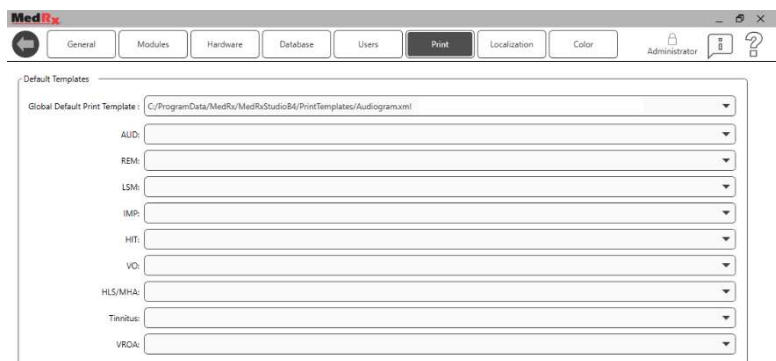 MedRx
General Modules Hardware Database Users Print Localization Color Administrator
Default Templates
Global Default Print Template : C:/ProgramData/MedRx/MedRxStudioB4/PrintTemplates/Audiogram.xml
AUD:
REM:
LSM:
IMP:
HIT:
VO:
HLS/MHA:
Tinnitus:
VROA: